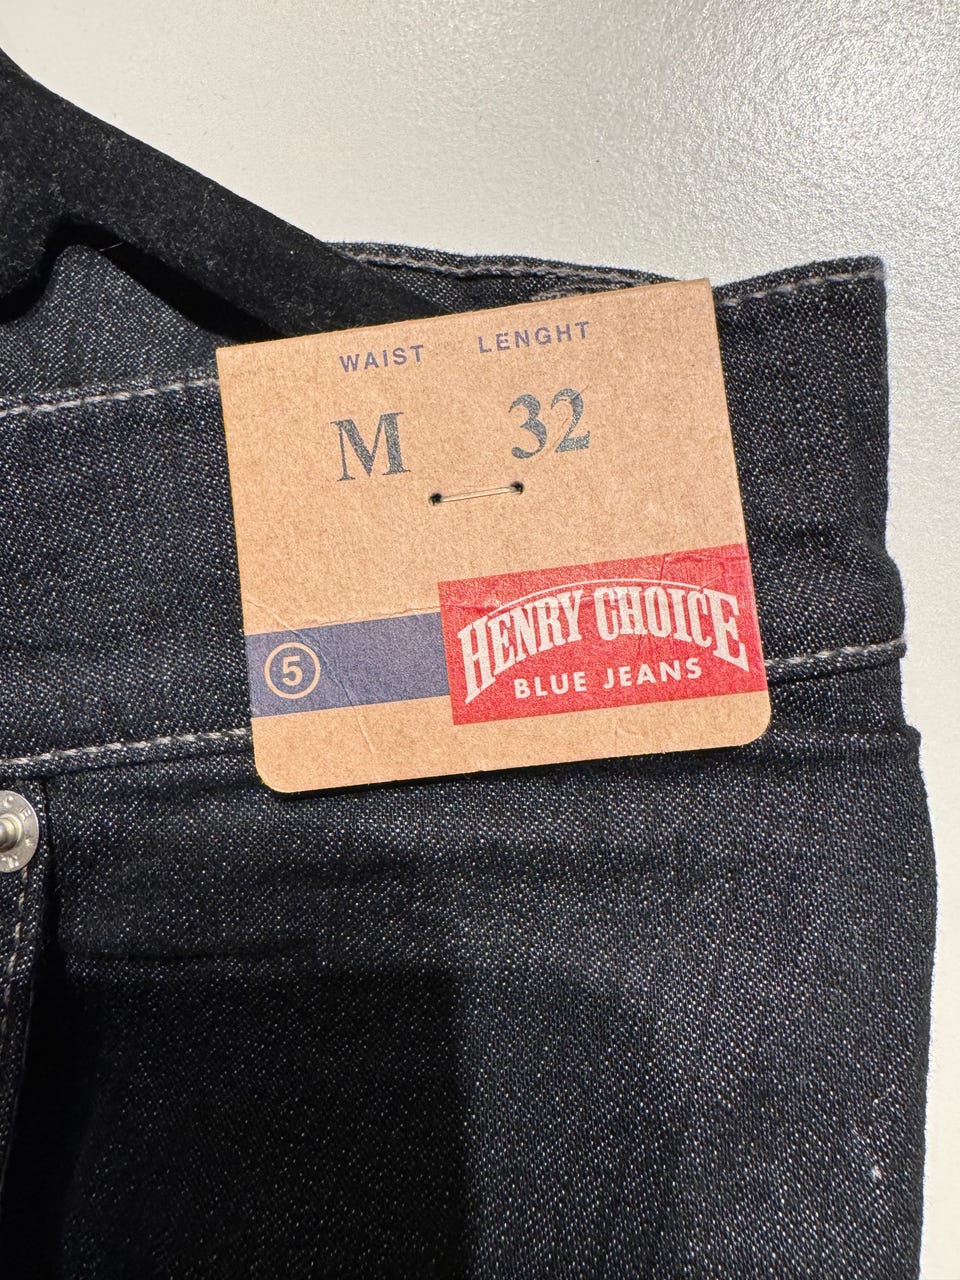 WAIST LENGHT
M 32
HENRY CHOICE
5 BLUE JEANS